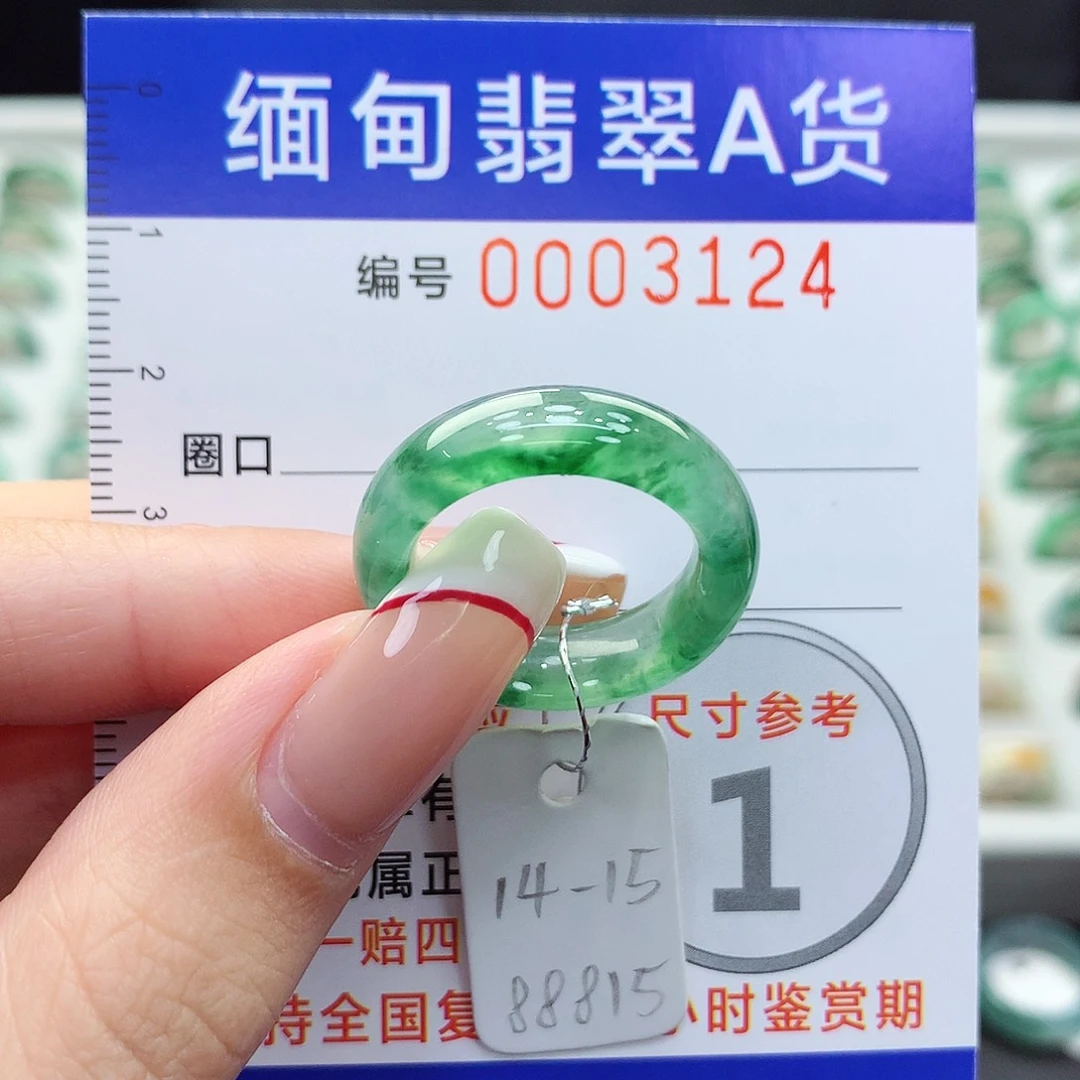 缅甸翡翠A货
0
1
2
3
编号 0003124
圈口
尺寸参考
1
属正
一赔四
持全国复
小时鉴赏期
14-15
88815